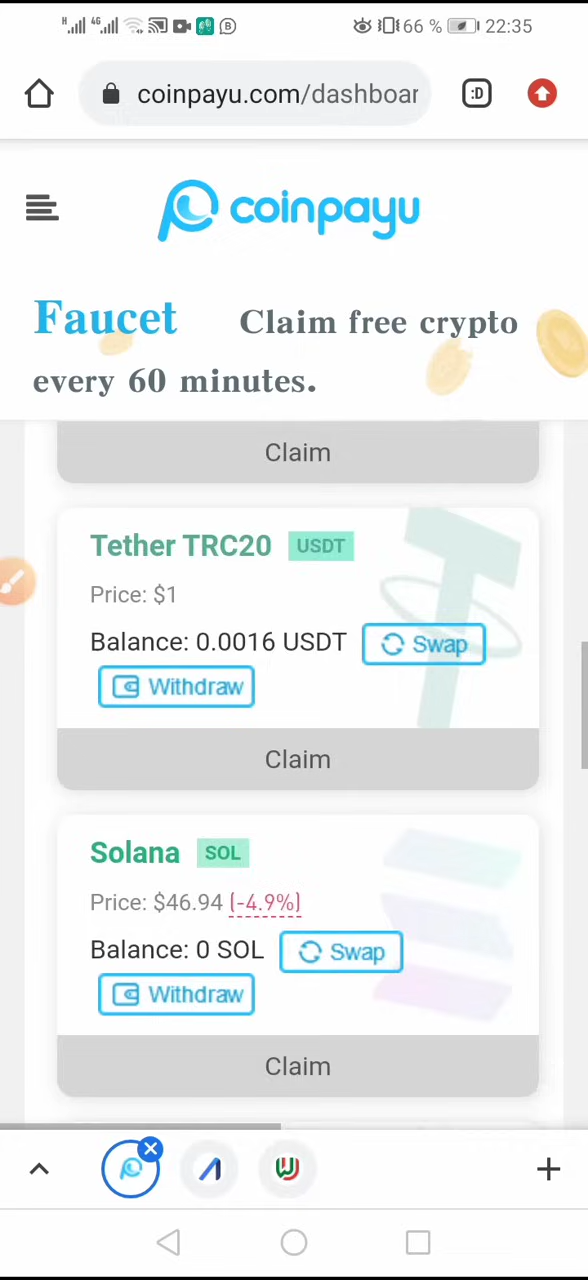 H 4G 66 % 22:35
coinpayu.com/dashboar :D
coinpayu
Faucet Claim free crypto
every 60 minutes.
Claim
Tether TRC20 USDT
Price: $1
Balance: 0.0016 USDT Swap
Withdraw
Claim
Solana SOL
Price: $46.94 (-4.9%)
Balance: 0 SOL Swap
Withdraw
Claim